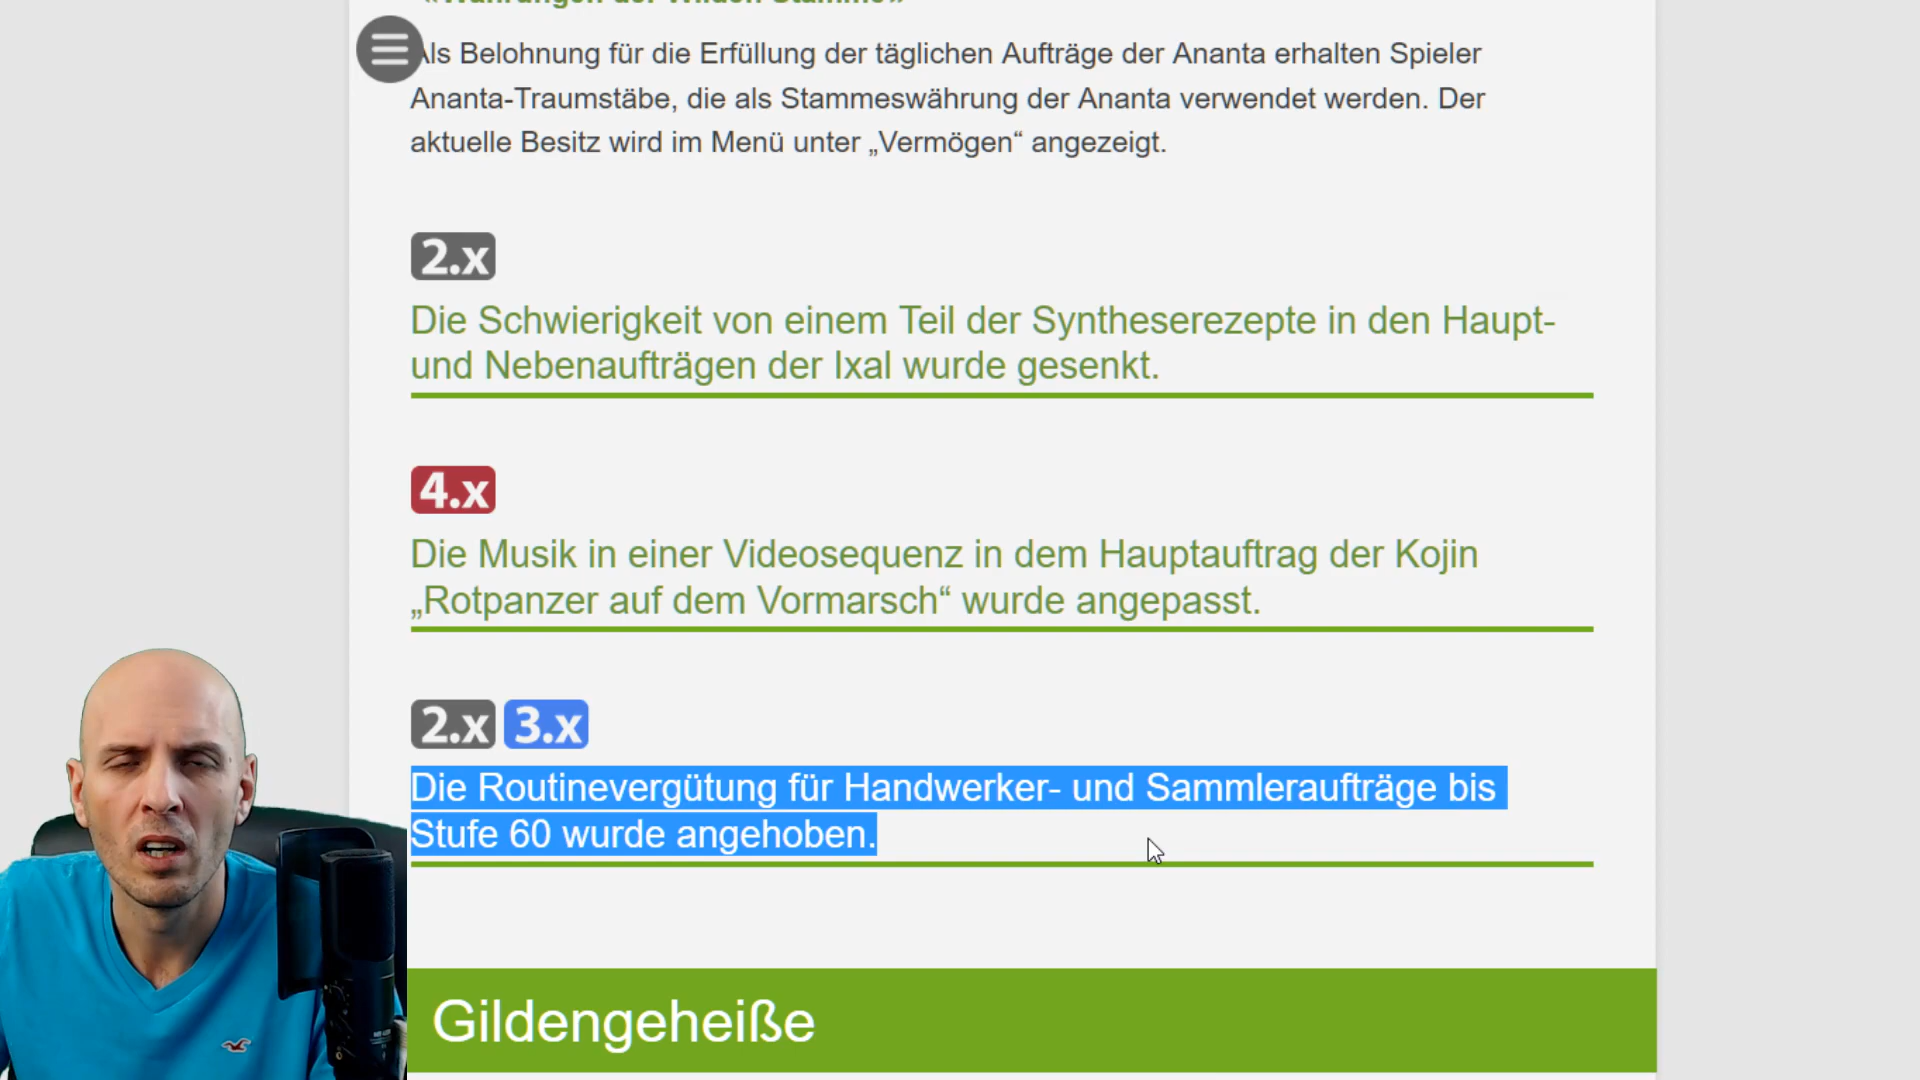 «Währungen der Wilden Stämme»
Als Belohnung für die Erfüllung der täglichen Aufträge der Ananta erhalten Spieler
Ananta-Traumstäbe, die als Stammeswährung der Ananta verwendet werden. Der
aktuelle Besitz wird im Menü unter „Vermögen“ angezeigt.
2.x
Die Schwierigkeit von einem Teil der Syntheserezepte in den Haupt-
und Nebenaufträgen der Ixal wurde gesenkt.
4.x
Die Musik in einer Videosequenz in dem Hauptauftrag der Kojin
„Rotpanzer auf dem Vormarsch“ wurde angepasst.
2.x 3.x
Die Routinevergütung für Handwerker- und Sammleraufträge bis
Stufe 60 wurde angehoben.
Gildengeheiße